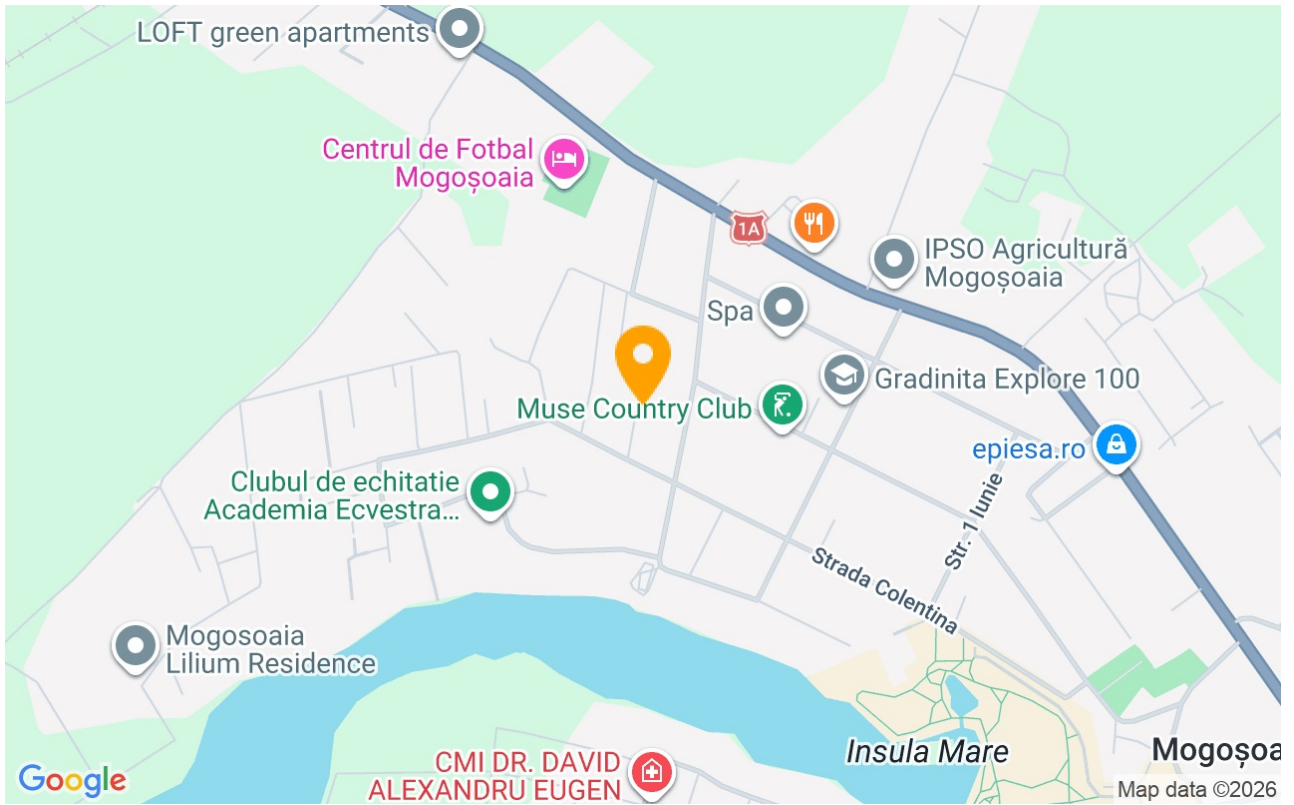 LOFT green apartments
Centrul de Fotbal
Mogoșoaia
1A
IPSO Agricultură
Mogoșoaia
Spa
Gradinita Explore 100
Muse Country Club
epiesa.ro
Clubul de echitatie
Academia Ecvestra...
Str. 1 Iunie
Strada Colentina
Mogosoaia
Lilium Residence
Insula Mare
Mogoșoa
CMI DR. DAVID
ALEXANDRU EUGEN
Google
Map data ©2026